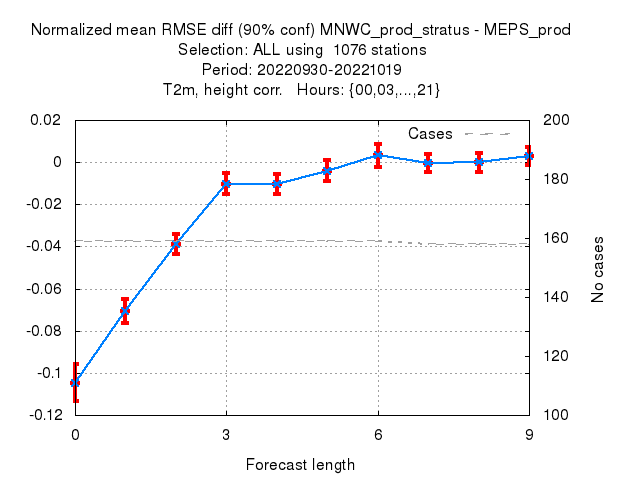 Normalized mean RMSE diff (90% conf) MNWC_prod_stratus - MEPS_prod
Selection: ALL using  1076 stations
Period: 20220930-20221019
T2m, height corr.   Hours: {00,03,...,21}
Cases
0.02
0
-0.02
-0.04
-0.06
-0.08
-0.1
-0.12
200
180
160
140
120
100
No cases
0 3 6 9
Forecast length